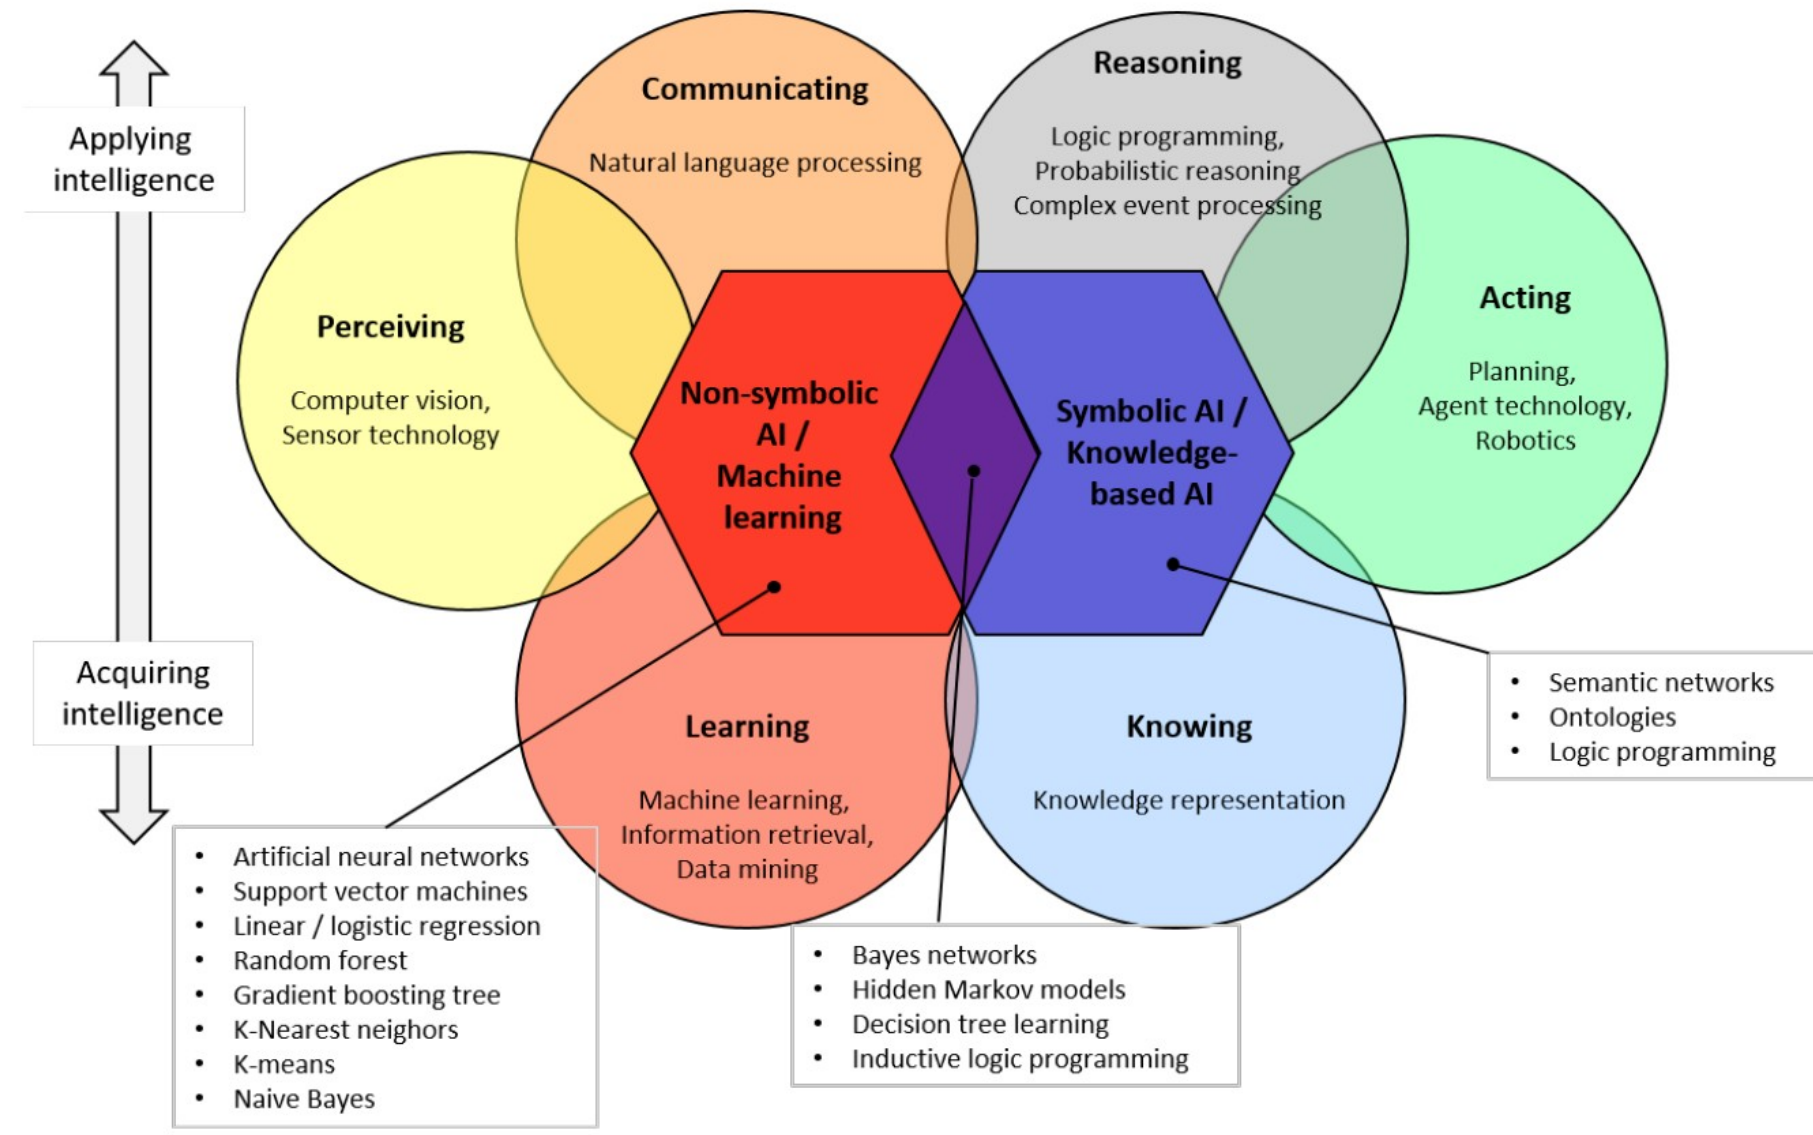 Applying
intelligence
Acquiring
intelligence
Communicating
Natural language processing
Reasoning
Logic programming,
Probabilistic reasoning
Complex event processing
Perceiving
Computer vision,
Sensor technology
Acting
Planning,
Agent technology,
Robotics
Non-symbolic
AI /
Machine
learning
Symbolic AI /
Knowledge-
based AI
Learning
Machine learning,
Information retrieval,
Data mining
Knowing
Knowledge representation
• Semantic networks
• Ontologies
• Logic programming
• Artificial neural networks
• Support vector machines
• Linear / logistic regression
• Random forest
• Gradient boosting tree
• K-Nearest neighors
• K-means
• Naive Bayes
• Bayes networks
• Hidden Markov models
• Decision tree learning
• Inductive logic programming